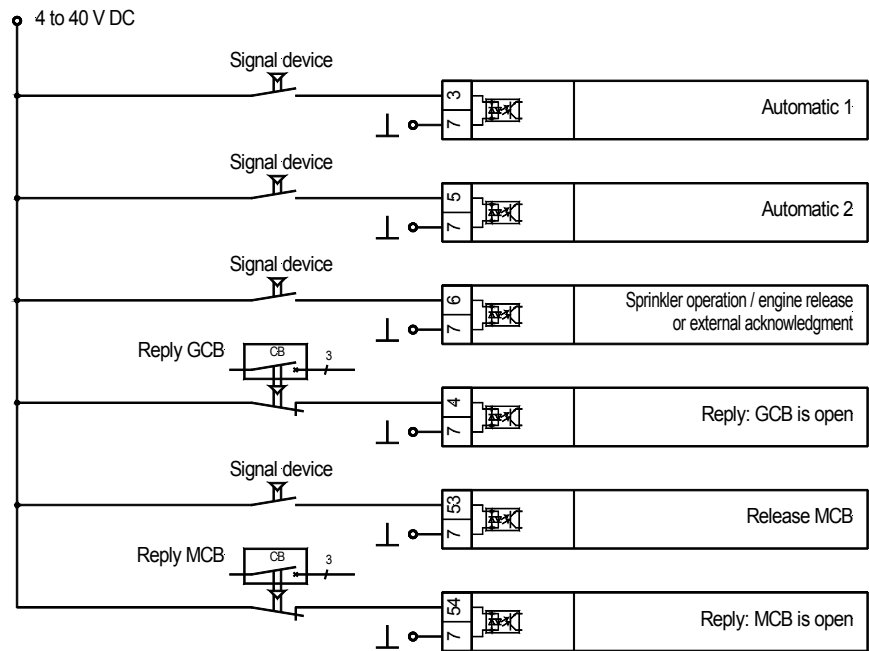 4 to 40 V DC
Signal device
3
7
Automatic 1
Signal device
5
7
Automatic 2
Signal device
6
7
Sprinkler operation / engine release
or external acknowledgment
Reply GCB
CB
3
4
7
Reply: GCB is open
Signal device
53
7
Release MCB
Reply MCB
CB
3
54
7
Reply: MCB is open